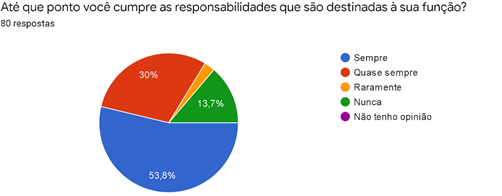 Até que ponto você cumpre as responsabilidades que são destinadas à sua função?
80 respostas
30%
13,7%
53,8%
Sempre
Quase sempre
Raramente
Nunca
Não tenho opinião